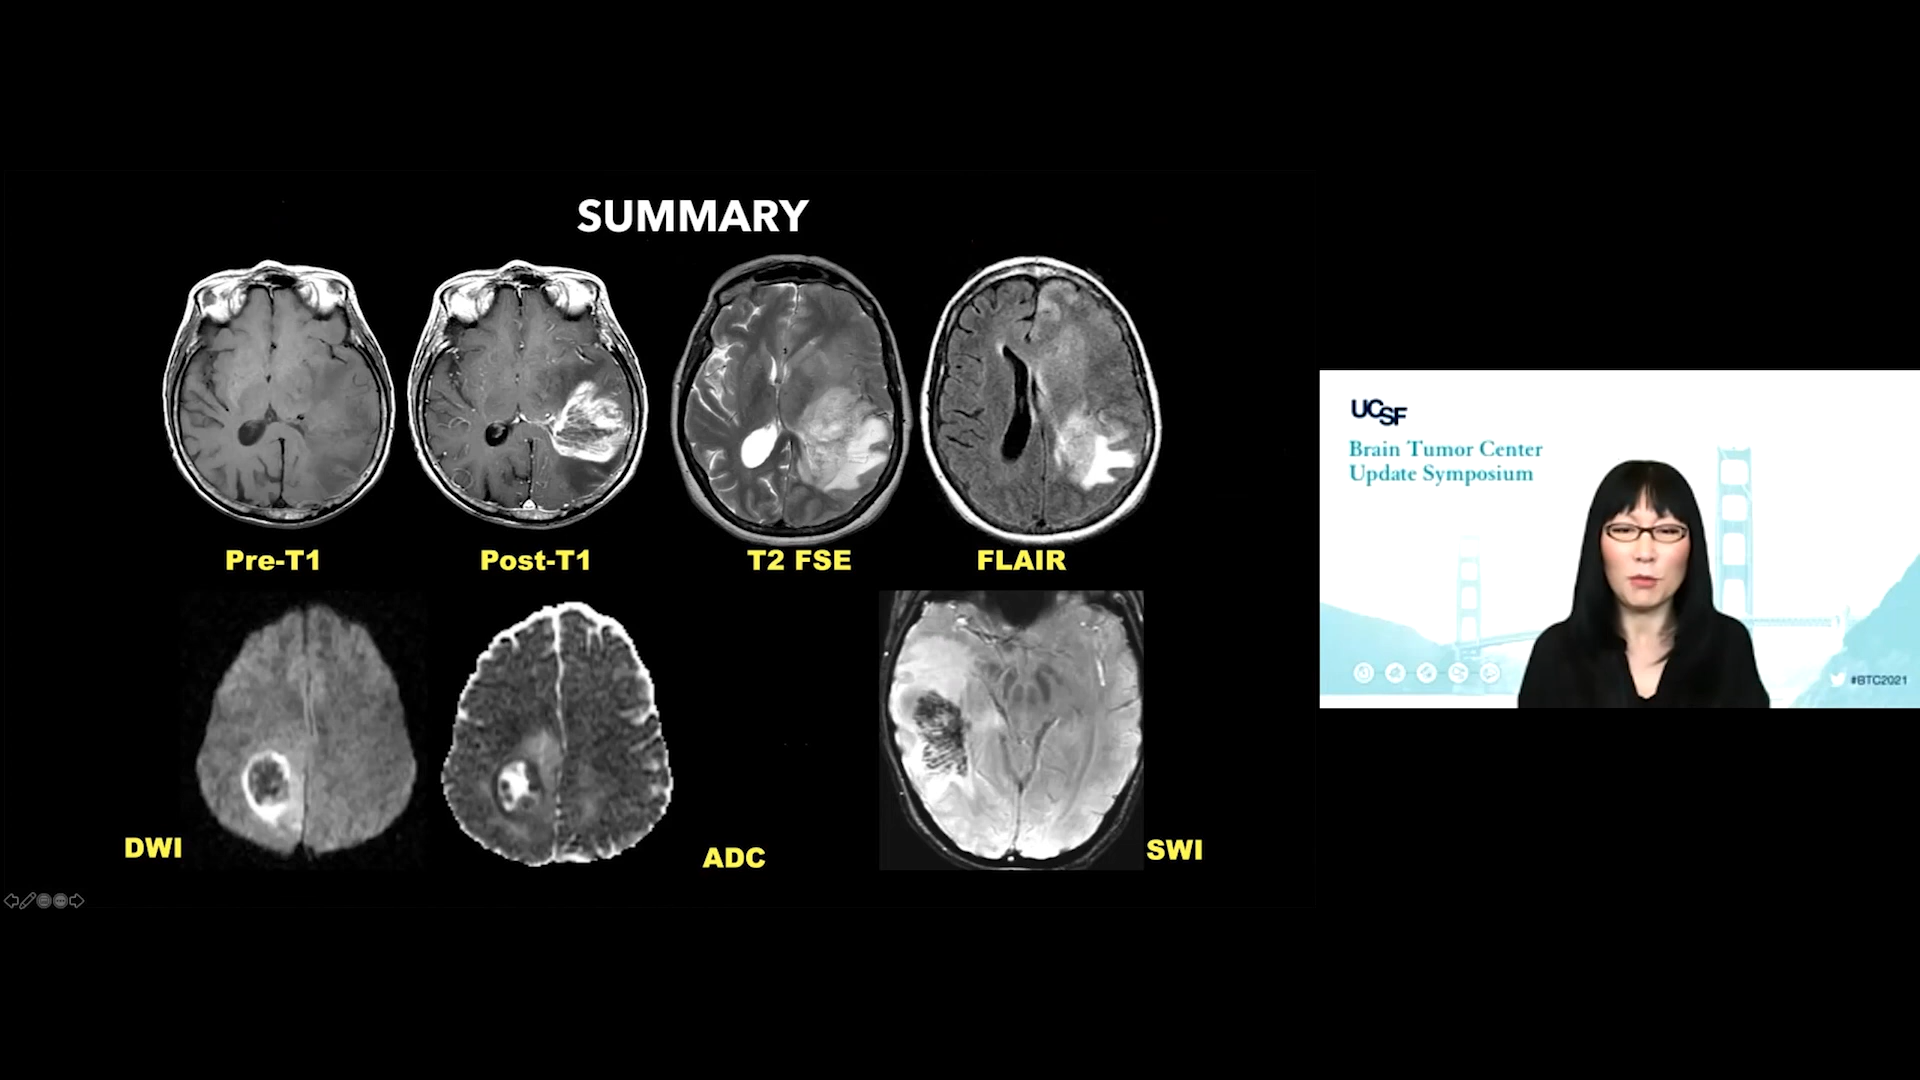 SUMMARY
Pre-T1
Post-T1
T2 FSE
FLAIR
DWI
ADC
SWI
UCSF
Brain Tumor Center
Update Symposium
#BTC2021